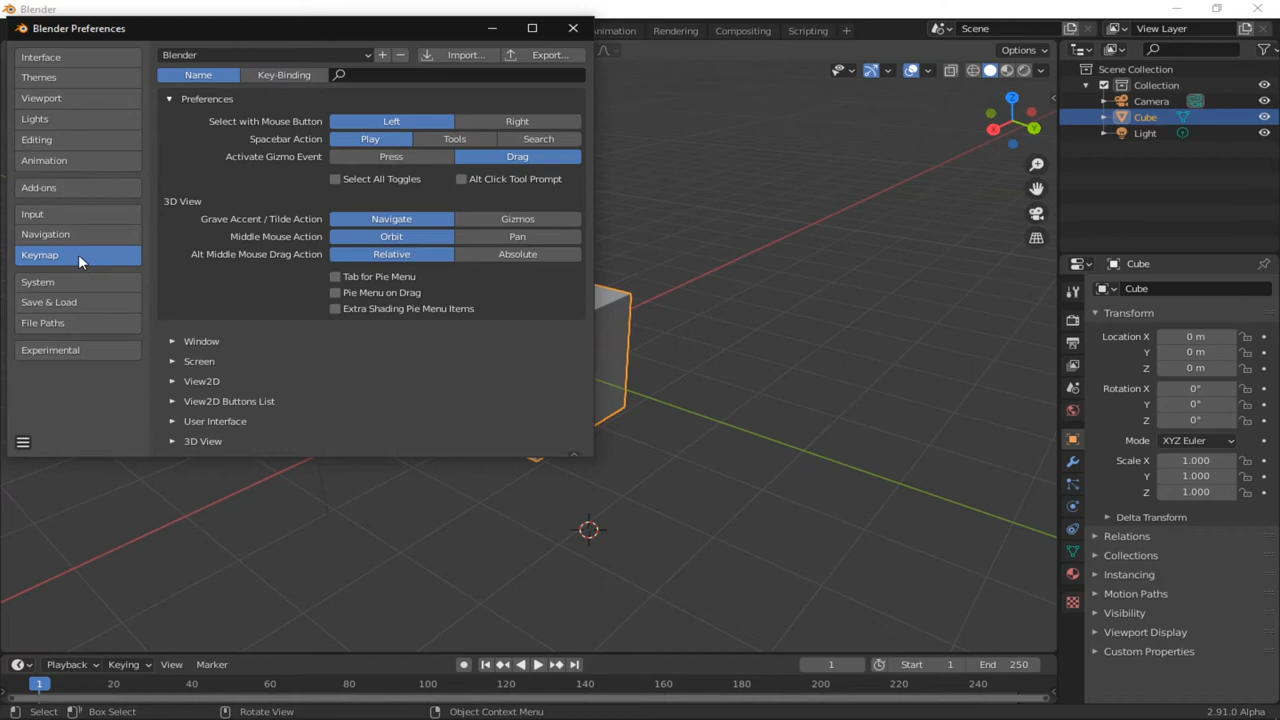 Blender
Blender Preferences
Animation
Rendering
Compositing
Scripting
Scene
View Layer
Interface
Themes
Viewport
Lights
Editing
Animation
Add-ons
Input
Navigation
Keymap
System
Save & Load
File Paths
Experimental
Blender
Import...
Export...
Name
Key-Binding
Preferences
Select with Mouse Button Left Right
Spacebar Action Play Tools Search
Activate Gizmo Event Press Drag
Select All Toggles Alt Click Tool Prompt
3D View
Grave Accent / Tilde Action Navigate Gizmos
Middle Mouse Action Orbit Pan
Alt Middle Mouse Drag Action Relative Absolute
Tab for Pie Menu
Pie Menu on Drag
Extra Shading Pie Menu Items
Window
Screen
View2D
View2D Buttons List
User Interface
3D View
Options
Z
X
Y
Scene Collection
Collection
Camera
Cube
Light
Cube
Cube
Transform
Location X 0 m
Y 0 m
Z 0 m
Rotation X 0°
Y 0°
Z 0°
Mode XYZ Euler
Scale X 1.000
Y 1.000
Z 1.000
Delta Transform
Relations
Collections
Instancing
Motion Paths
Visibility
Viewport Display
Custom Properties
Playback Keying View Marker
1 Start 1 End 250
1 20 40 60 80 100 120 140 160 180 200 220 240
Select Box Select Rotate View Object Context Menu 2.91.0 Alpha